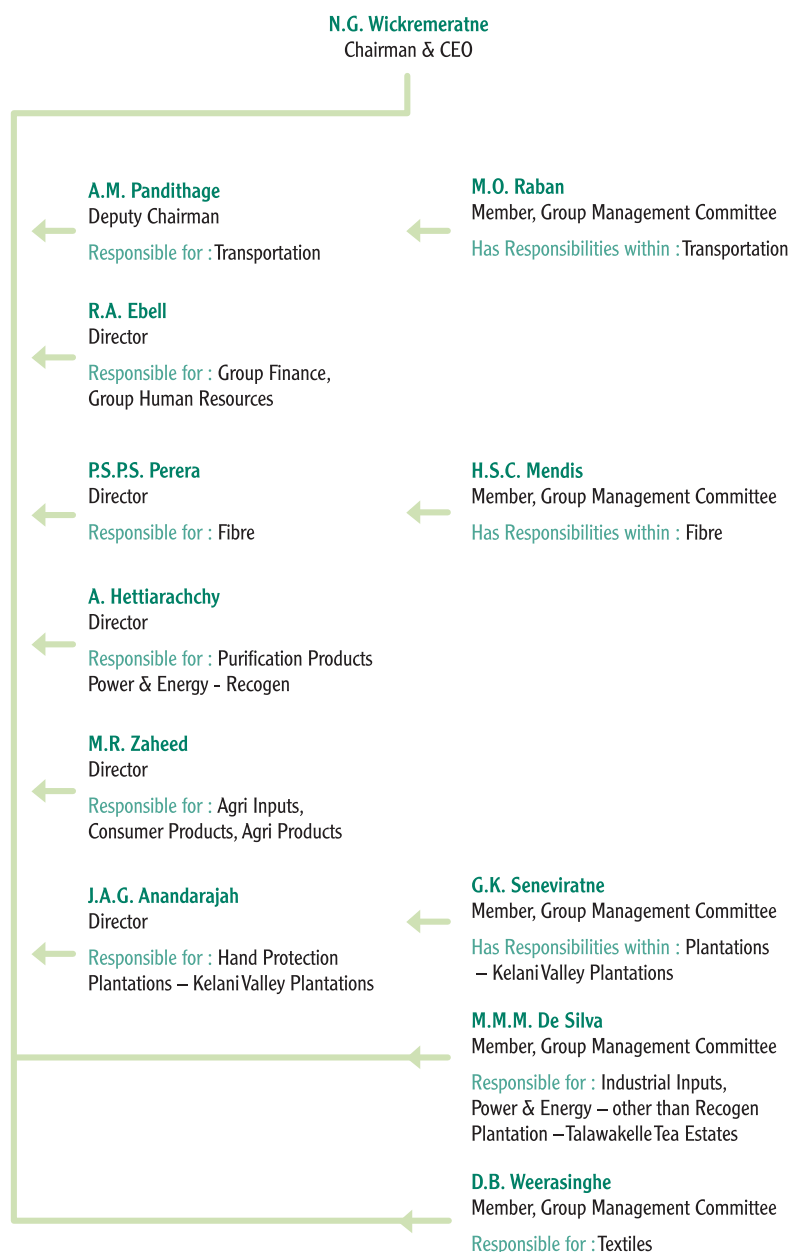 N.G. Wickremeratne
Chairman & CEO
A.M. Pandithage
Deputy Chairman
Responsible for : Transportation
M.O. Raban
Member, Group Management Committee
Has Responsibilities within : Transportation
R.A. Ebell
Director
Responsible for : Group Finance,
Group Human Resources
P.S.P.S. Perera
Director
Responsible for : Fibre
H.S.C. Mendis
Member, Group Management Committee
Has Responsibilities within : Fibre
A. Hettiarachchy
Director
Responsible for : Purification Products
Power & Energy - Recogen
M.R. Zaheed
Director
Responsible for : Agri Inputs,
Consumer Products, Agri Products
J.A.G. Anandarajah
Director
Responsible for : Hand Protection
Plantations – Kelani Valley Plantations
G.K. Seneviratne
Member, Group Management Committee
Has Responsibilities within : Plantations
– Kelani Valley Plantations
M.M.M. De Silva
Member, Group Management Committee
Responsible for : Industrial Inputs,
Power & Energy – other than Recogen
Plantation – Talawakelle Tea Estates
D.B. Weerasinghe
Member, Group Management Committee
Responsible for : Textiles